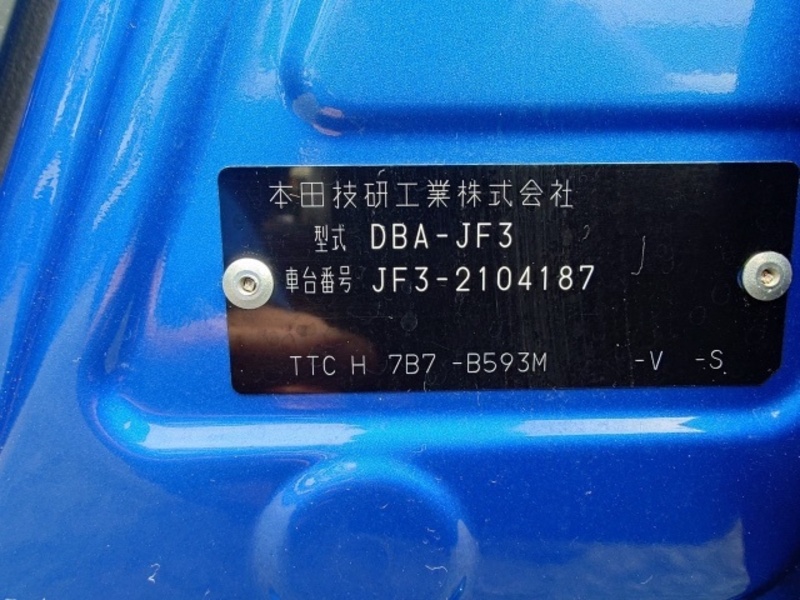 本田技研工業株式会社
型式 DBA-JF3
車台番号 JF3-2104187
TTC H 7B7 -B593M -V -S